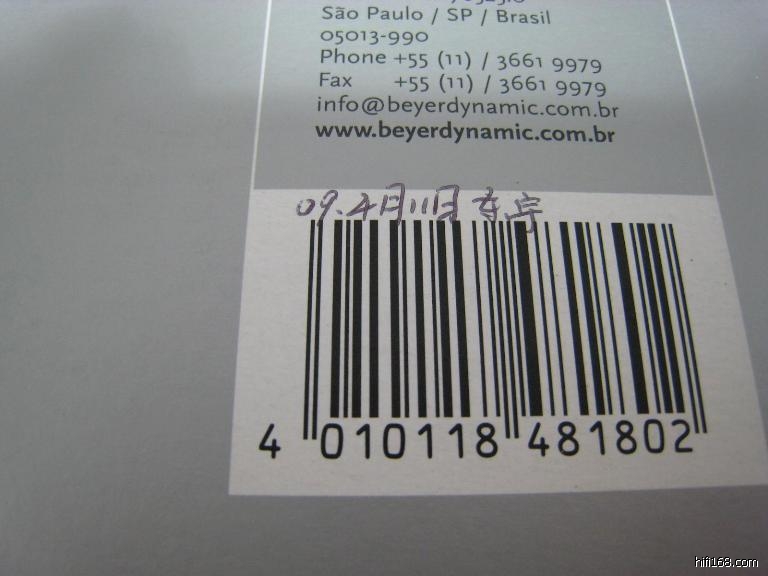 São Paulo / SP / Brasil
05013-990
Phone +55 (11) / 3661 9979
Fax +55 (11) / 3661 9979
info@beyerdynamic.com.br
www.beyerdynamic.com.br
09.4月11日
4 010118 481802
hifi168.com